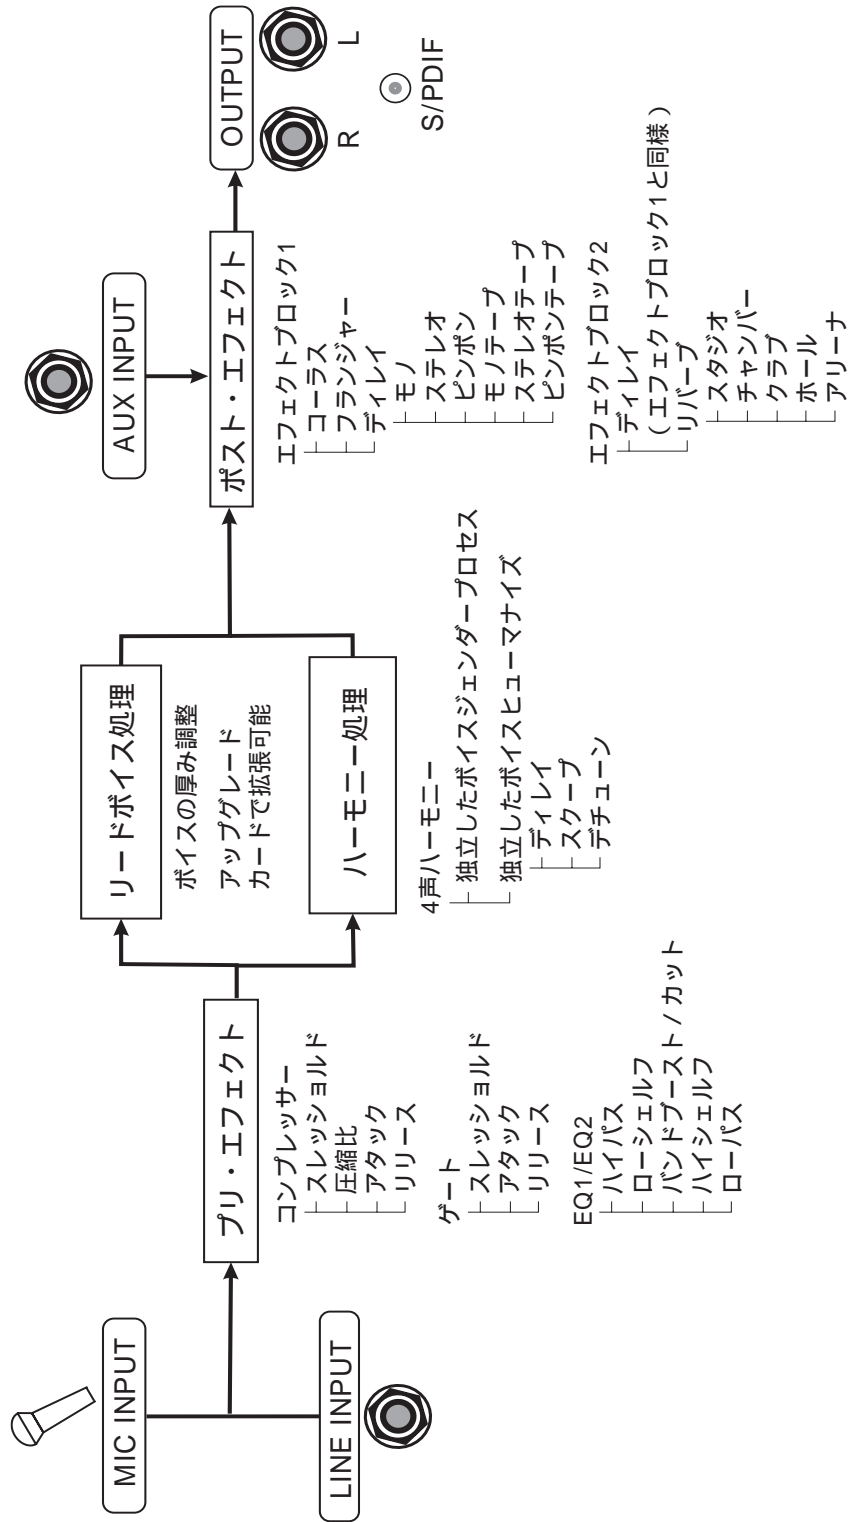 MIC INPUT
LINE INPUT
プリ・エフェクト
コンプレッサー
スレッショルド
圧縮比
アタック
リリース
ゲート
スレッショルド
アタック
リリース
EQ1/EQ2
ハイパス
ローシェルフ
バンドブースト / カット
ハイシェルフ
ローパス
リードボイス処理
ボイスの厚み調整
アップグレード
カードで拡張可能
ハーモニー処理
4声ハーモニー
独立したボイスジェンダープロセス
独立したボイスヒューマナイズ
ディレイ
スクープ
デチューン
AUX INPUT
ポスト・エフェクト
エフェクトブロック1
コーラス
フランジャー
ディレイ
モノ
ステレオ
ピンポン
モノテープ
ステレオテープ
ピンポンテープ
エフェクトブロック2
ディレイ
( エフェクトブロック1と同様 )
リバーブ
スタジオ
チャンバー
クラブ
ホール
アリーナ
OUTPUT
R L
S/PDIF